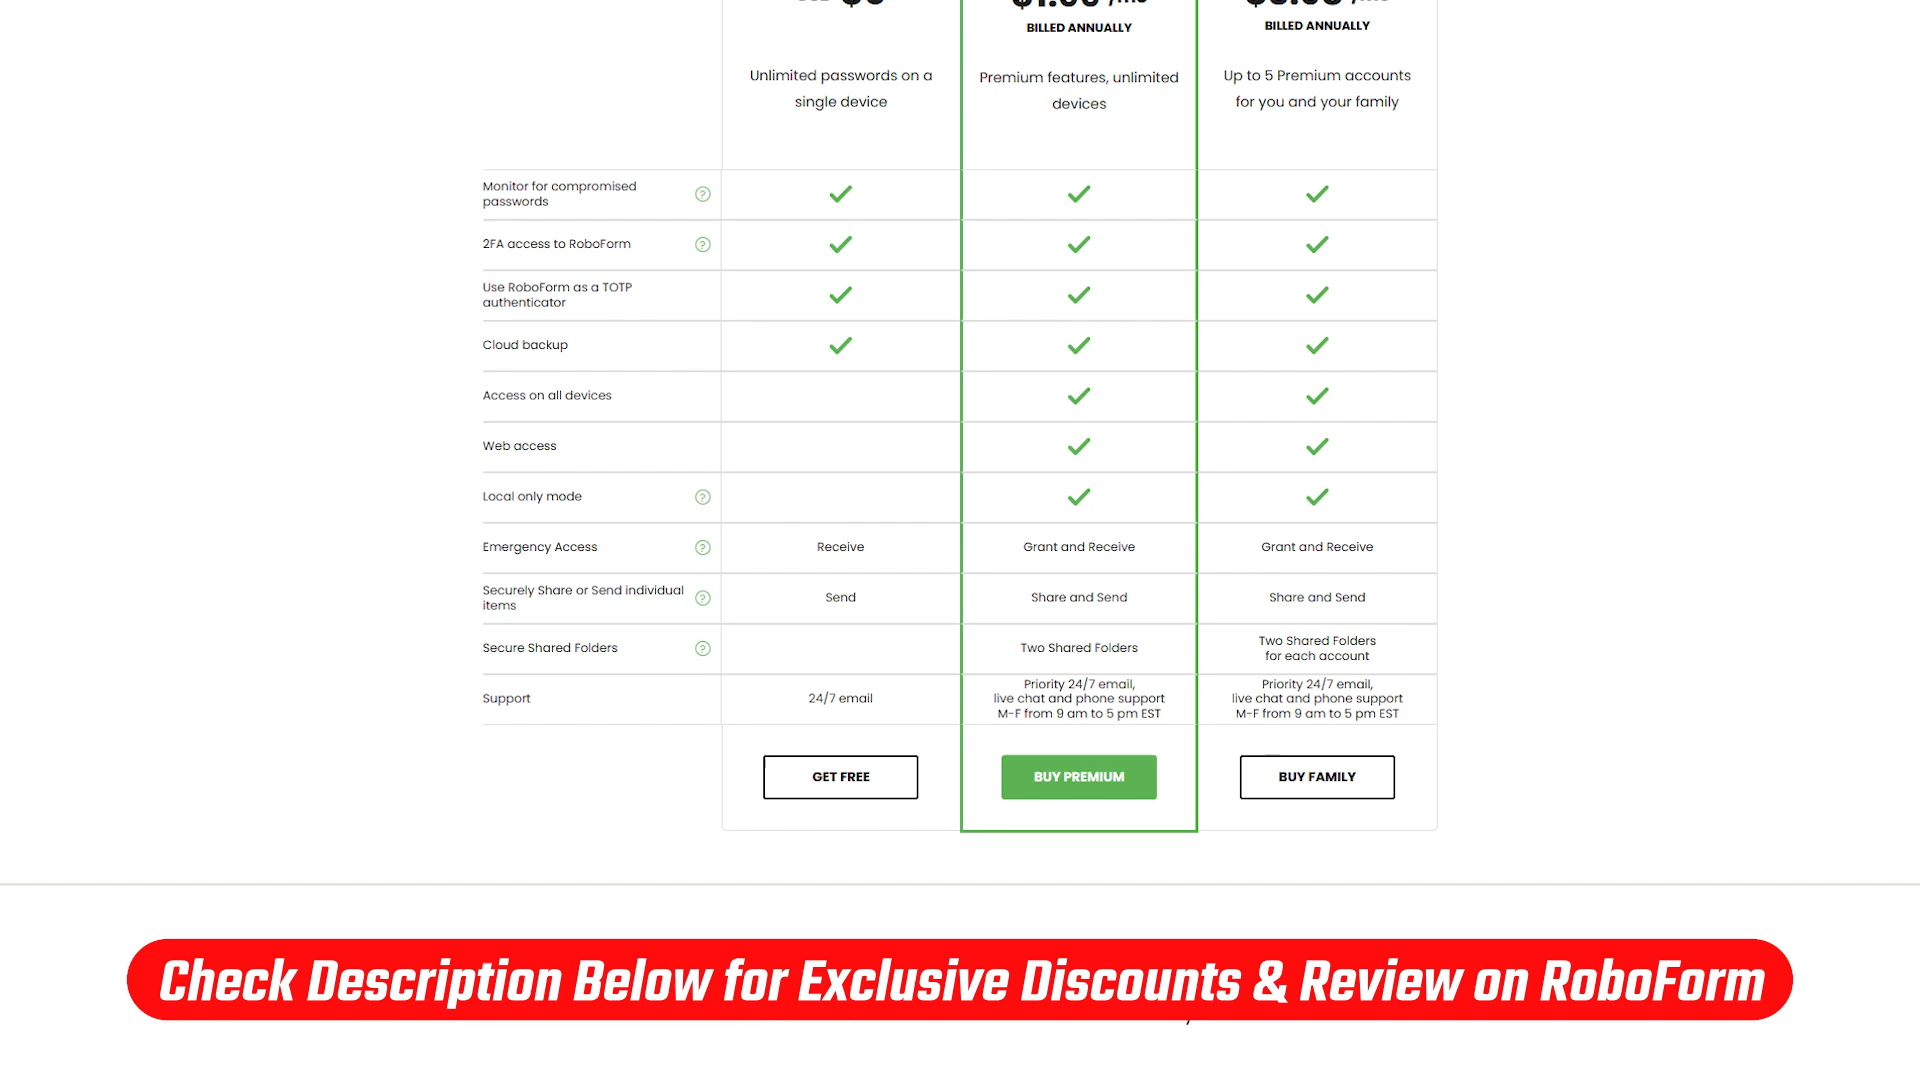 BILLED ANNUALLY
BILLED ANNUALLY
Unlimited passwords on a
single device
Premium features, unlimited
devices
Up to 5 Premium accounts
for you and your family
Monitor for compromised
passwords
?
2FA access to RoboForm
?
Use RoboForm as a TOTP
authenticator
Cloud backup
Access on all devices
Web access
Local only mode
?
Emergency Access
?
Receive
Grant and Receive
Grant and Receive
Securely Share or Send individual
items
?
Send
Share and Send
Share and Send
Secure Shared Folders
?
Two Shared Folders
Two Shared Folders
for each account
Support
24/7 email
Priority 24/7 email,
live chat and phone support
M-F from 9 am to 5 pm EST
Priority 24/7 email,
live chat and phone support
M-F from 9 am to 5 pm EST
GET FREE
BUY PREMIUM
BUY FAMILY
Check Description Below for Exclusive Discounts & Review on RoboForm